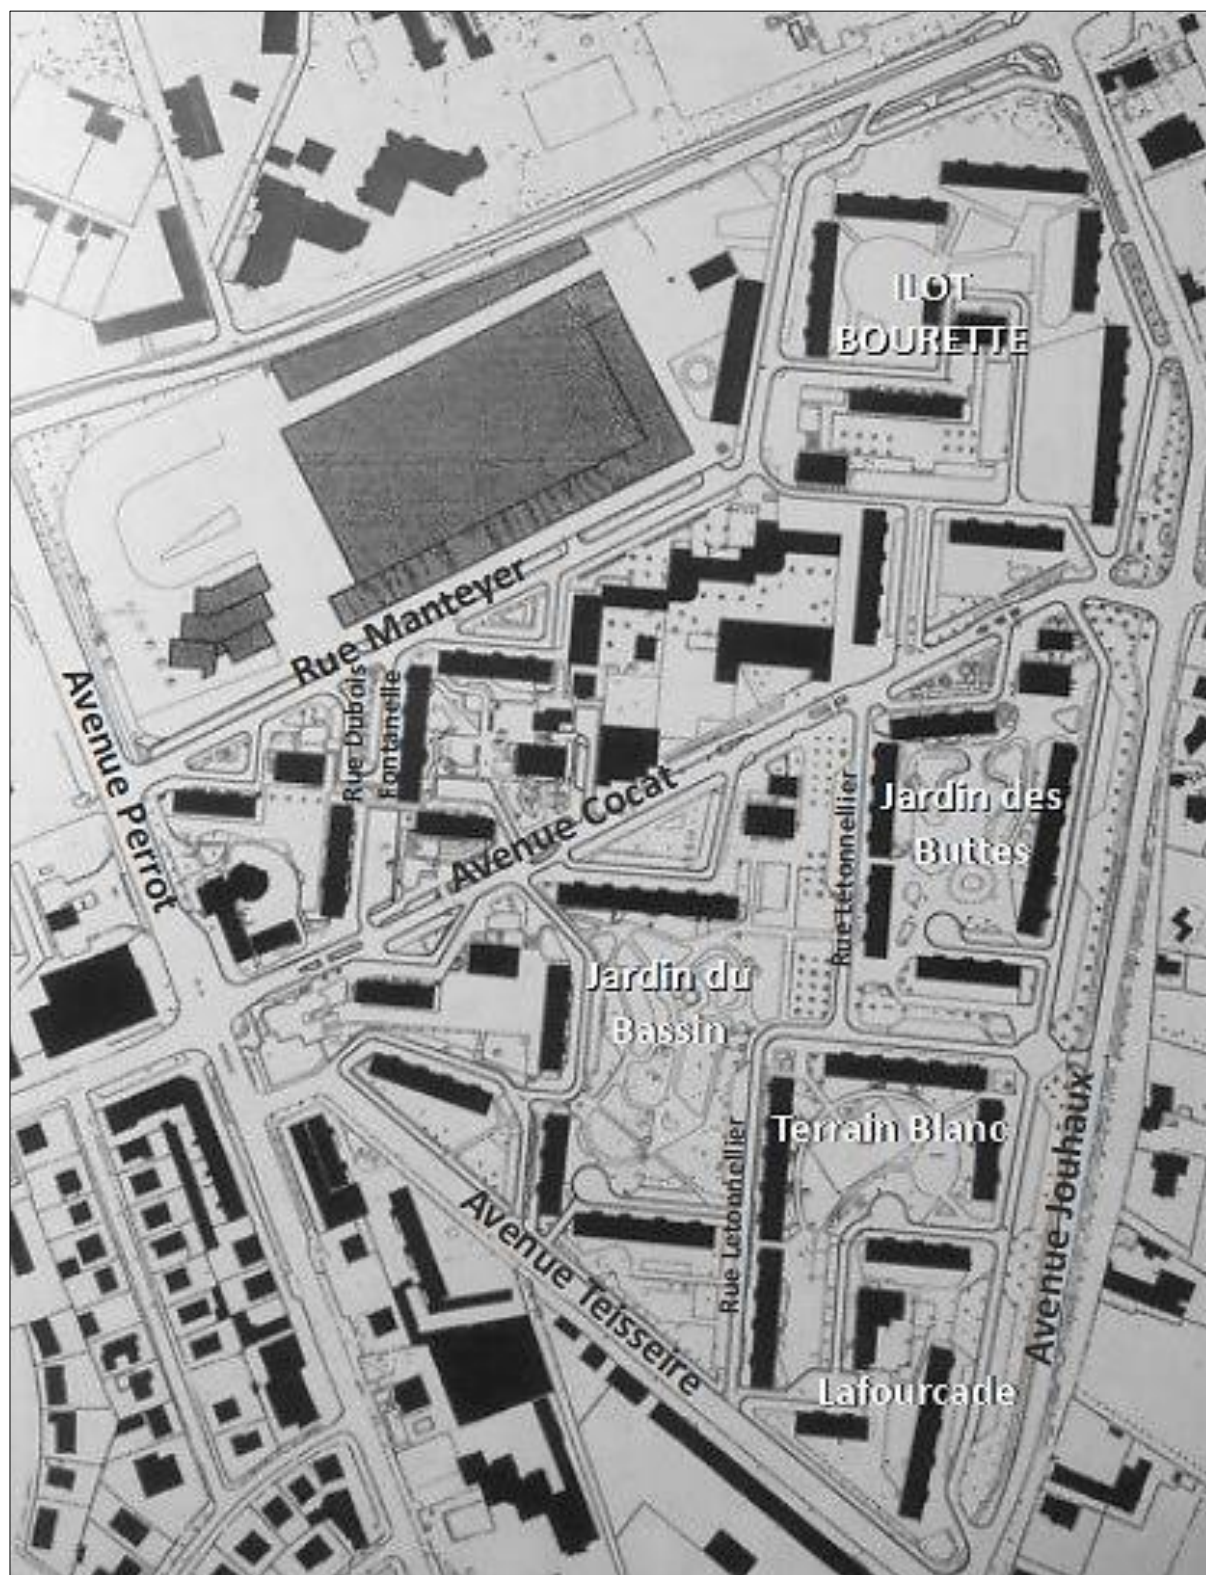 ILOT
BOURETTE
Rue Manteyer
Avenue Perrot
Rue Dubois
Fontanelle
Avenue Cocat
Rue Letonnellier
Jardin des
Buttes
Jardin du
Bassin
Terrain Blanc
Rue Letonnellier
Avenue Teisseire
Avenue Jouhaux
Lafourcade